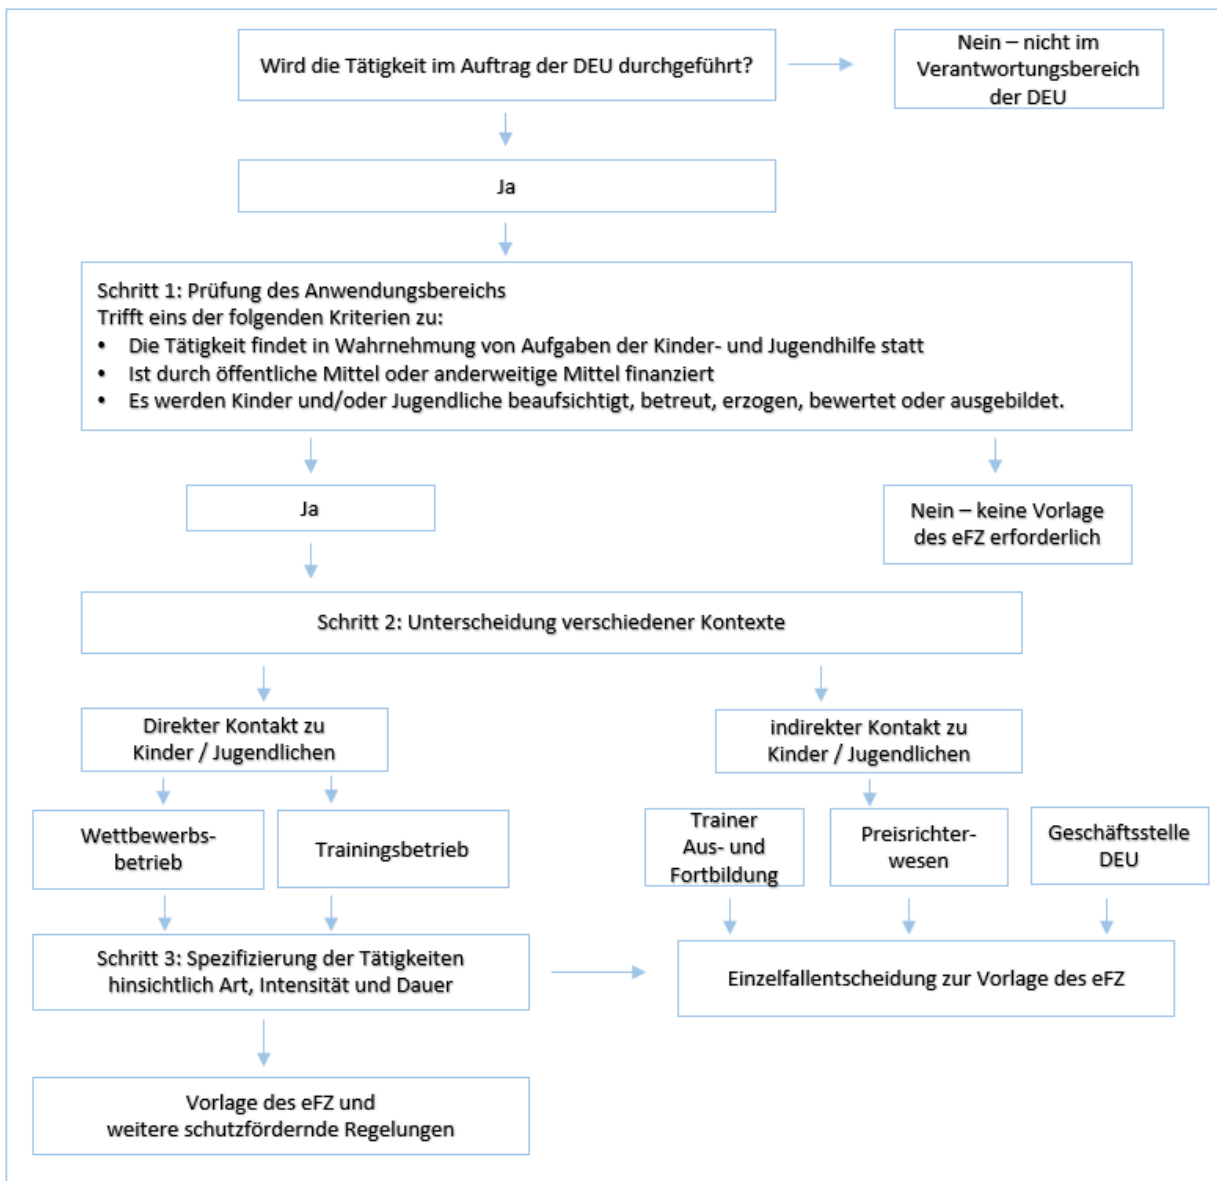 Wird die Tätigkeit im Auftrag der DEU durchgeführt?
Nein – nicht im
Verantwortungsbereich
der DEU
Ja
Schritt 1: Prüfung des Anwendungsbereichs
Trifft eins der folgenden Kriterien zu:
• Die Tätigkeit findet in Wahrnehmung von Aufgaben der Kinder- und Jugendhilfe statt
• Ist durch öffentliche Mittel oder anderweitige Mittel finanziert
• Es werden Kinder und/oder Jugendliche beaufsichtigt, betreut, erzogen, bewertet oder ausgebildet.
Ja
Nein – keine Vorlage
des eFZ erforderlich
Schritt 2: Unterscheidung verschiedener Kontexte
Direkter Kontakt zu
Kinder / Jugendlichen
indirekter Kontakt zu
Kinder / Jugendlichen
Wettbewerbs-
betrieb
Trainingsbetrieb
Trainer
Aus- und
Fortbildung
Preisrichter-
wesen
Geschäftsstelle
DEU
Schritt 3: Spezifizierung der Tätigkeiten
hinsichtlich Art, Intensität und Dauer
Einzelfallentscheidung zur Vorlage des eFZ
Vorlage des eFZ und
weitere schutzfördernde Regelungen